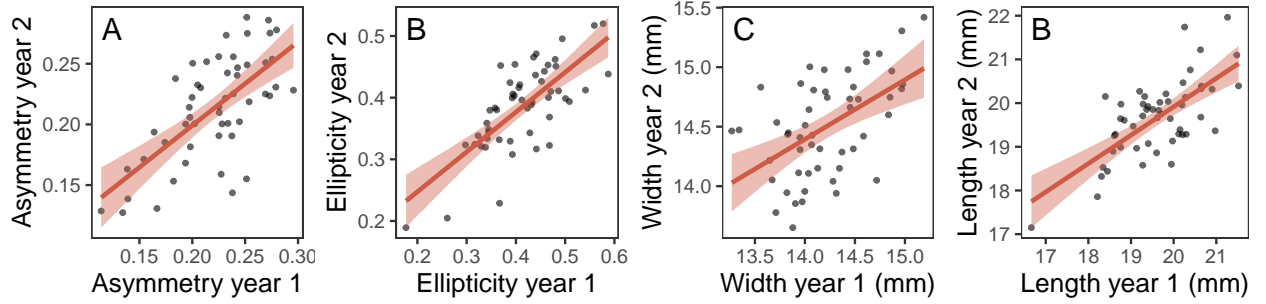 A
Asymmetry year 2
0.25
0.20
0.15
0.15 0.20 0.25 0.30
Asymmetry year 1
B
Ellipticity year 2
0.5
0.4
0.3
0.2
0.2 0.3 0.4 0.5 0.6
Ellipticity year 1
C
Width year 2 (mm)
15.5
15.0
14.5
14.0
13.5 14.0 14.5 15.0
Width year 1 (mm)
B
Length year 2 (mm)
22
21
20
19
18
17
17 18 19 20 21
Length year 1 (mm)